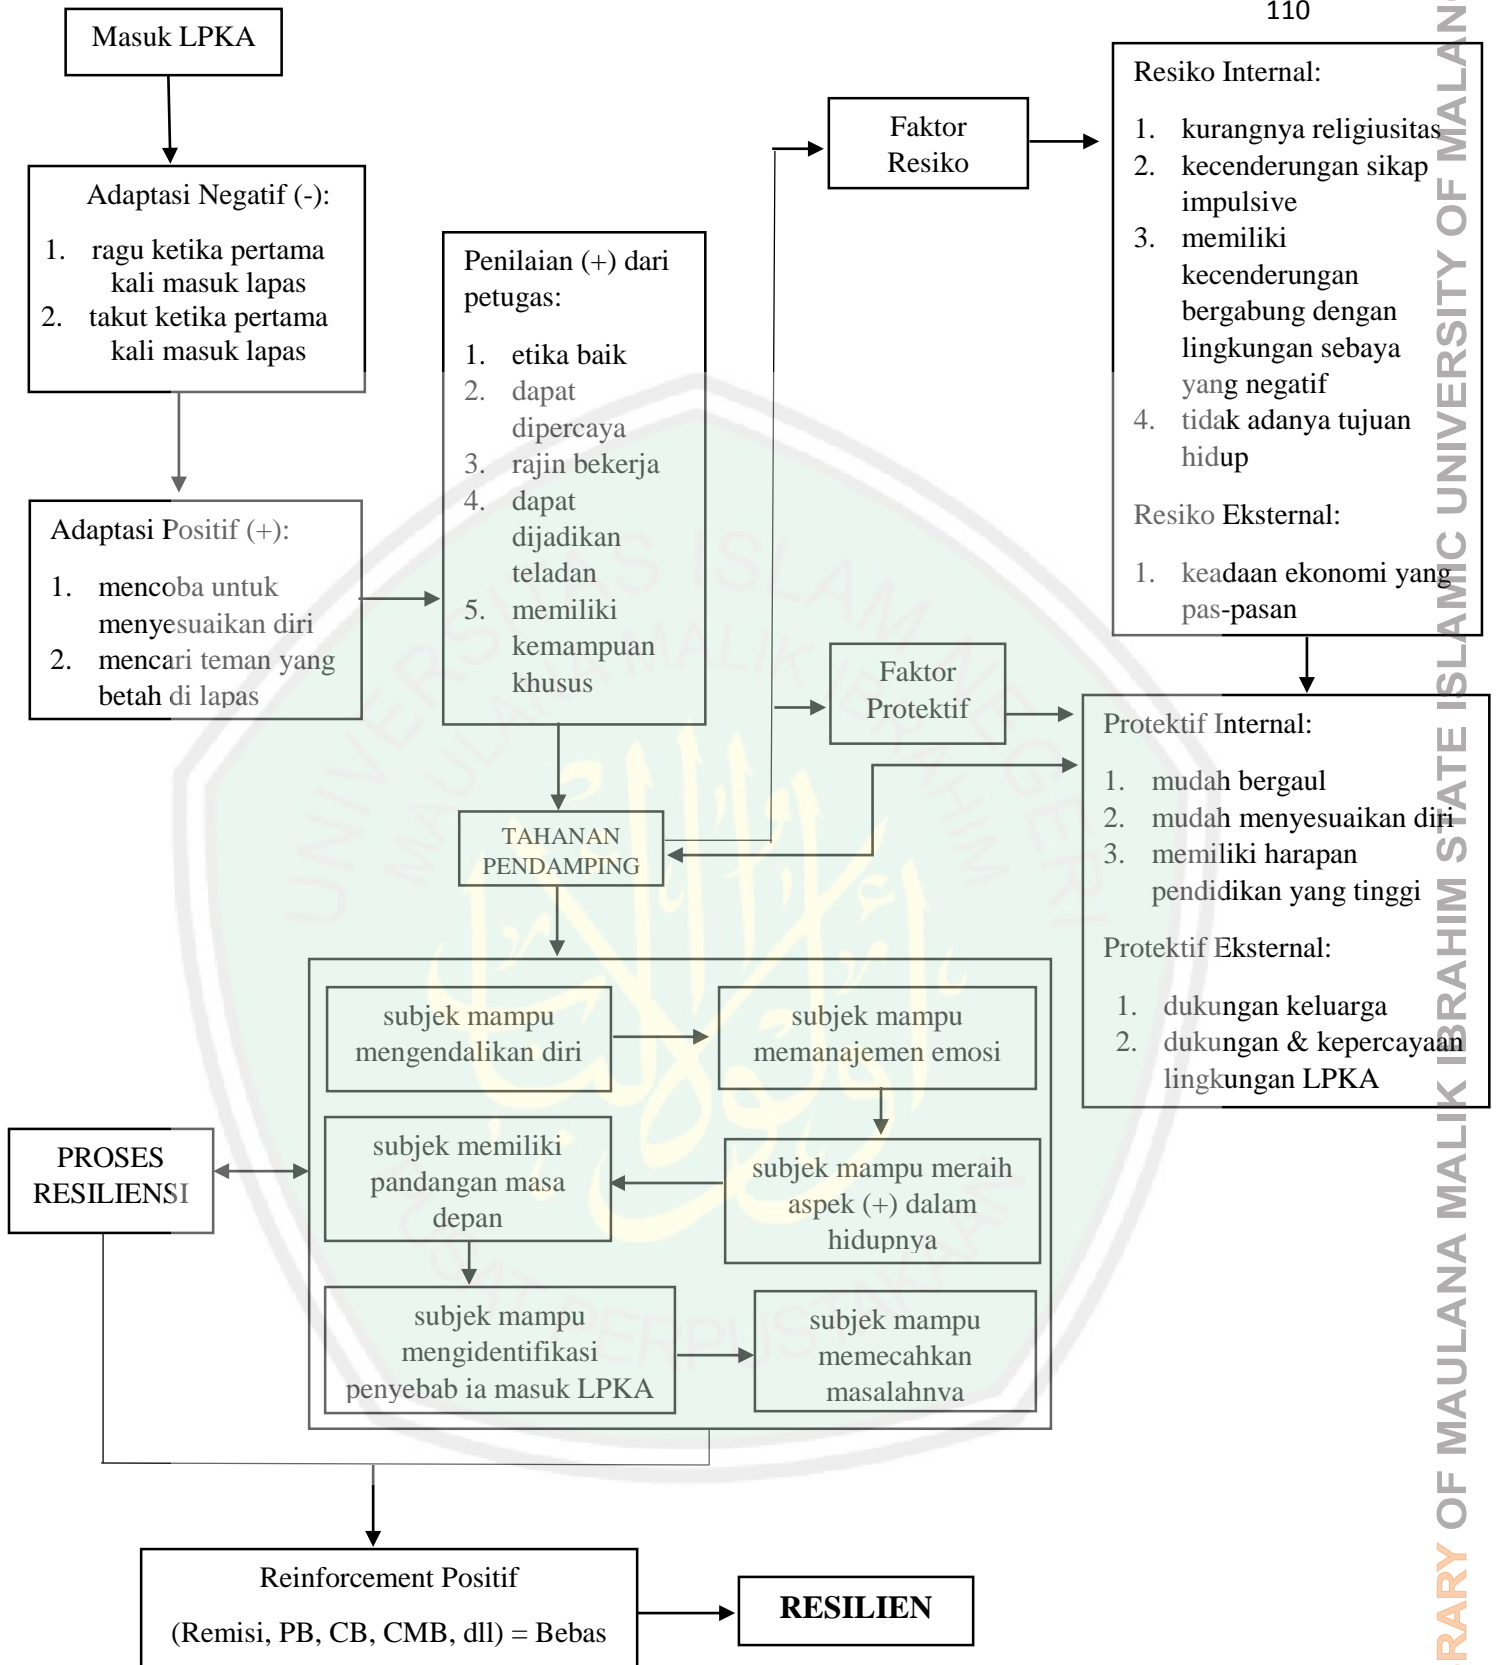 110
Masuk LPKA
Adaptasi Negatif (-):
1. ragu ketika pertama
kali masuk lapas
2. takut ketika pertama
kali masuk lapas
Adaptasi Positif (+):
1. mencoba untuk
menyesuaikan diri
2. mencari teman yang
betah di lapas
Penilaian (+) dari
petugas:
1. etika baik
2. dapat
dipercaya
3. rajin bekerja
4. dapat
dijadikan
teladan
5. memiliki
kemampuan
khusus
TAHANAN
PENDAMPING
Faktor
Resiko
Resiko Internal:
1. kurangnya religiusitas
2. kecenderungan sikap
impulsive
3. memiliki
kecenderungan
bergabung dengan
lingkungan sebaya
yang negatif
4. tidak adanya tujuan
hidup
Resiko Eksternal:
1. keadaan ekonomi yang
pas-pasan
Faktor
Protektif
Protektif Internal:
1. mudah bergaul
2. mudah menyesuaikan diri
3. memiliki harapan
pendidikan yang tinggi
Protektif Eksternal:
1. dukungan keluarga
2. dukungan & kepercayaan
lingkungan LPKA
subjek mampu
mengendalikan diri
subjek mampu
memanajemen emosi
subjek mampu meraih
aspek (+) dalam
hidupnya
subjek memiliki
pandangan masa
depan
subjek mampu
mengidentifikasi
penyebab ia masuk LPKA
subjek mampu
memecahkan
masalahnya
PROSES
RESILIENSI
Reinforcement Positif
(Remisi, PB, CB, CMB, dll) = Bebas
RESILIEN
UNIVERSITAS ISLAM NEGERI
MAULANA MALIK IBRAHIM
PUSAT PERPUSTAKAAN
OF MAULANA MALIK IBRAHIM STATE ISLAMIC UNIVERSITY OF